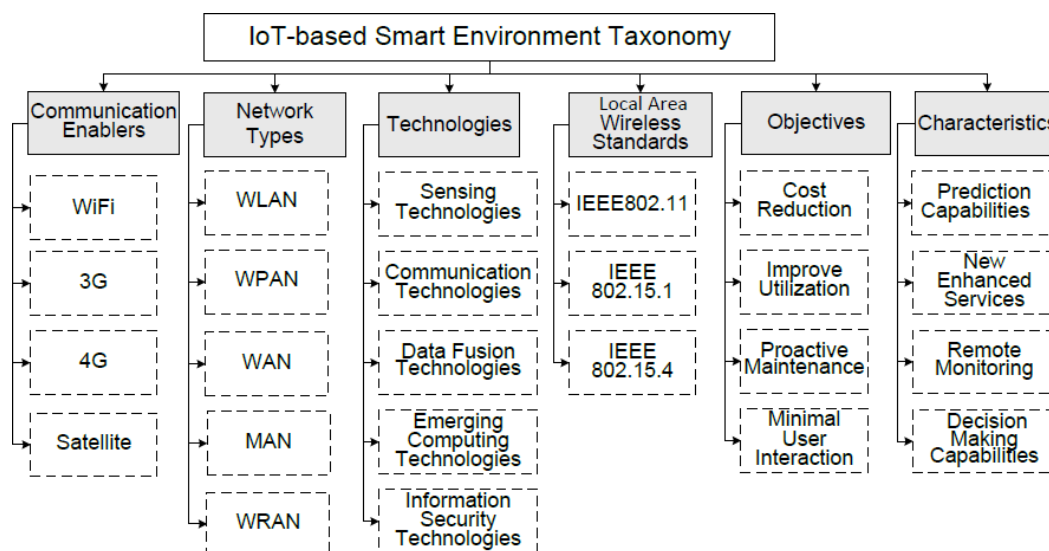 IoT-based Smart Environment Taxonomy
Communication
Enablers
WiFi
3G
4G
Satellite
Network
Types
WLAN
WPAN
WAN
MAN
WRAN
Technologies
Sensing
Technologies
Communication
Technologies
Data Fusion
Technologies
Emerging
Computing
Technologies
Information
Security
Technologies
Local Area
Wireless
Standards
IEEE802.11
IEEE
802.15.1
IEEE
802.15.4
Objectives
Cost
Reduction
Improve
Utilization
Proactive
Maintenance
Minimal
User
Interaction
Characteristics
Prediction
Capabilities
New
Enhanced
Services
Remote
Monitoring
Decision
Making
Capabilities